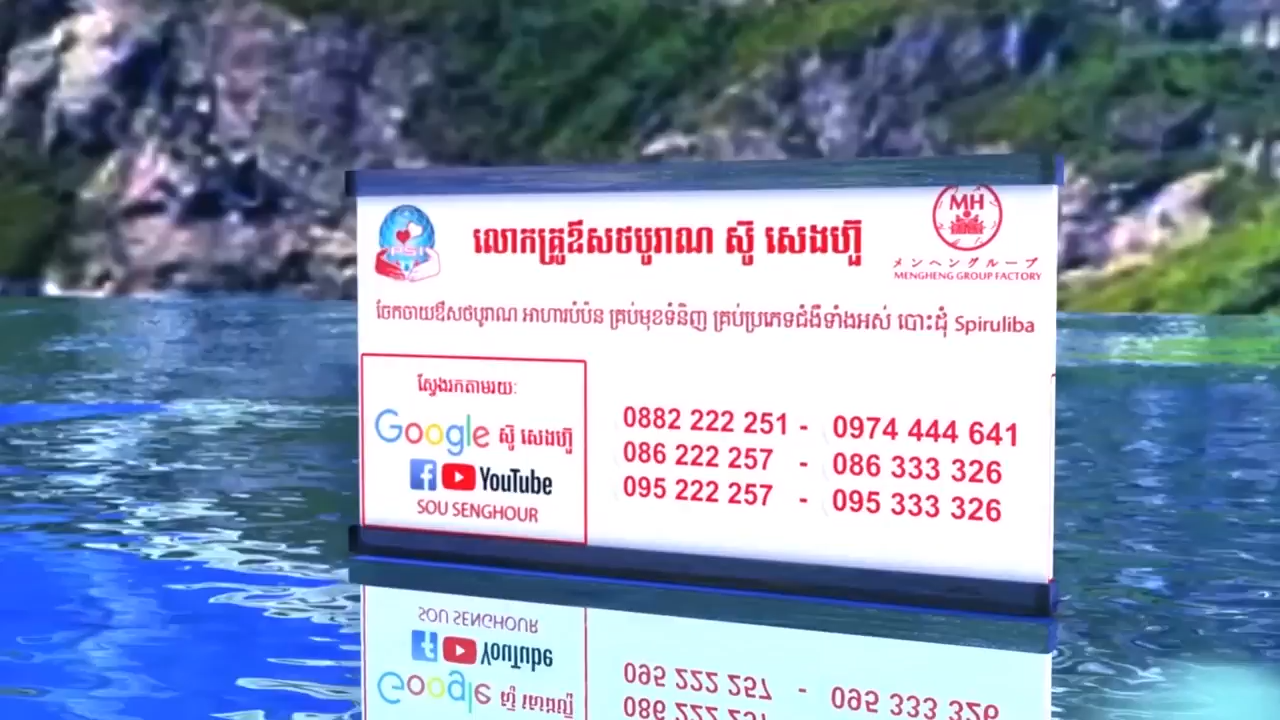 លោកគ្រូឱសថបូរាណ ស៊ូ សេងហ៊ួ
MH
メンヘングループ
MENGHENG GROUP FACTORY
ចែកចាយឱសថបូរាណ អាហារបំប៉ន គ្រប់មុខទំនិញ គ្រប់ប្រភេទជំងឺទាំងអស់ បោះដុំ Spiruliba
ស្វែងរកតាមរយៈ
Google ស៊ូ សេងហ៊ួ
YouTube
SOU SENGHOUR
0882 222 251 - 0974 444 641
086 222 257 - 086 333 326
095 222 257 - 095 333 326